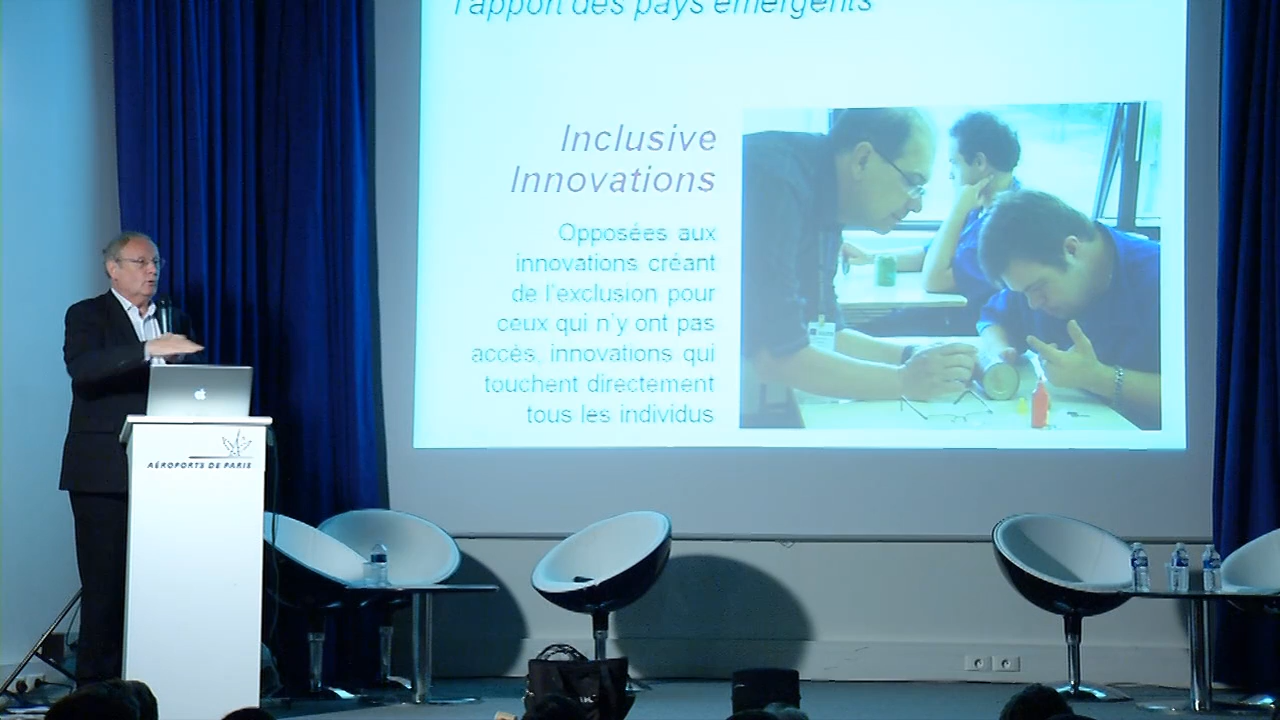 l'apport des pays émergents
Inclusive
Innovations
Opposées aux
innovations créant
de l'exclusion pour
ceux qui n'y ont pas
accès, innovations qui
touchent directement
tous les individus
AÉROPORTS DE PARIS